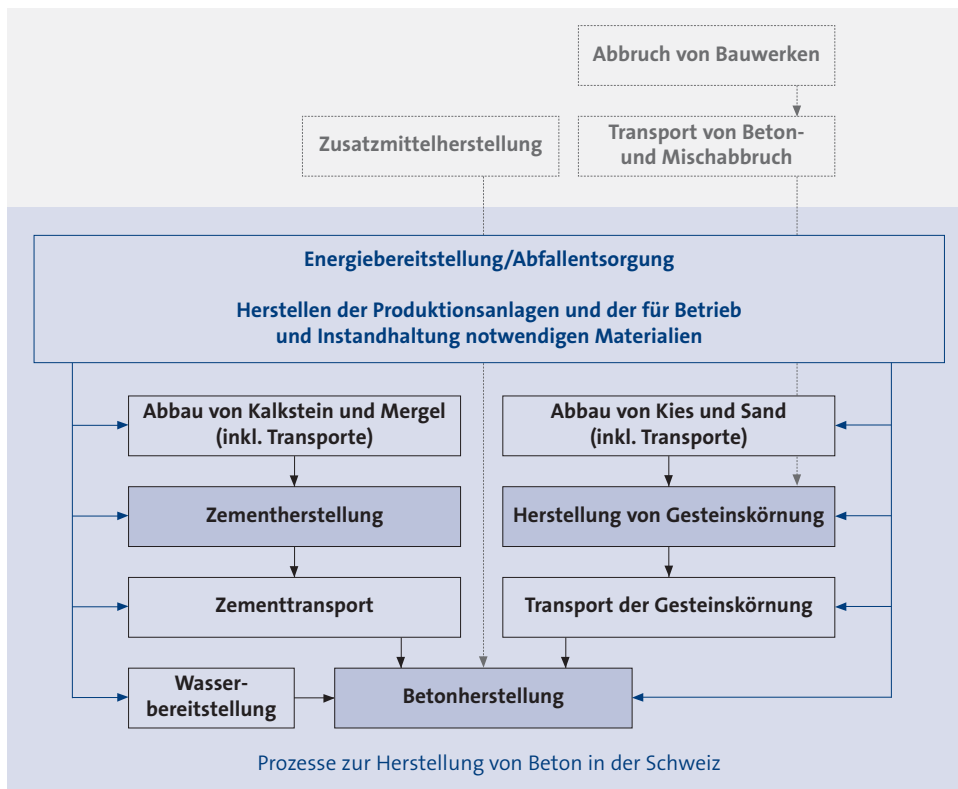 Abbruch von Bauwerken
Zusatzmittelherstellung
Transport von Beton-
und Mischabbruch
Energiebereitstellung/Abfallentsorgung
Herstellen der Produktionsanlagen und der für Betrieb
und Instandhaltung notwendigen Materialien
Abbau von Kalkstein und Mergel
(inkl. Transporte)
Abbau von Kies und Sand
(inkl. Transporte)
Zementherstellung
Herstellung von Gesteinskörnung
Zementtransport
Transport der Gesteinskörnung
Wasser-
bereitstellung
Betonherstellung
Prozesse zur Herstellung von Beton in der Schweiz